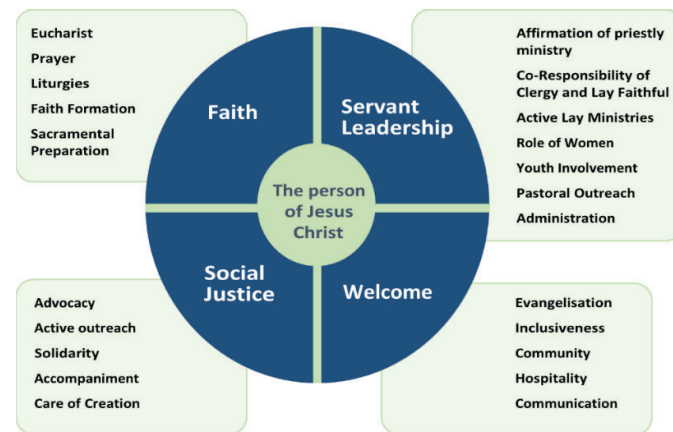 Eucharist
Prayer
Liturgies
Faith Formation
Sacramental
Preparation
Faith
Servant
Leadership
Affirmation of priestly
ministry
Co-Responsibility of
Clergy and Lay Faithful
Active Lay Ministries
Role of Women
Youth Involvement
Pastoral Outreach
Administration
The person
of Jesus
Christ
Social
Justice
Welcome
Advocacy
Active outreach
Solidarity
Accompaniment
Care of Creation
Evangelisation
Inclusiveness
Community
Hospitality
Communication